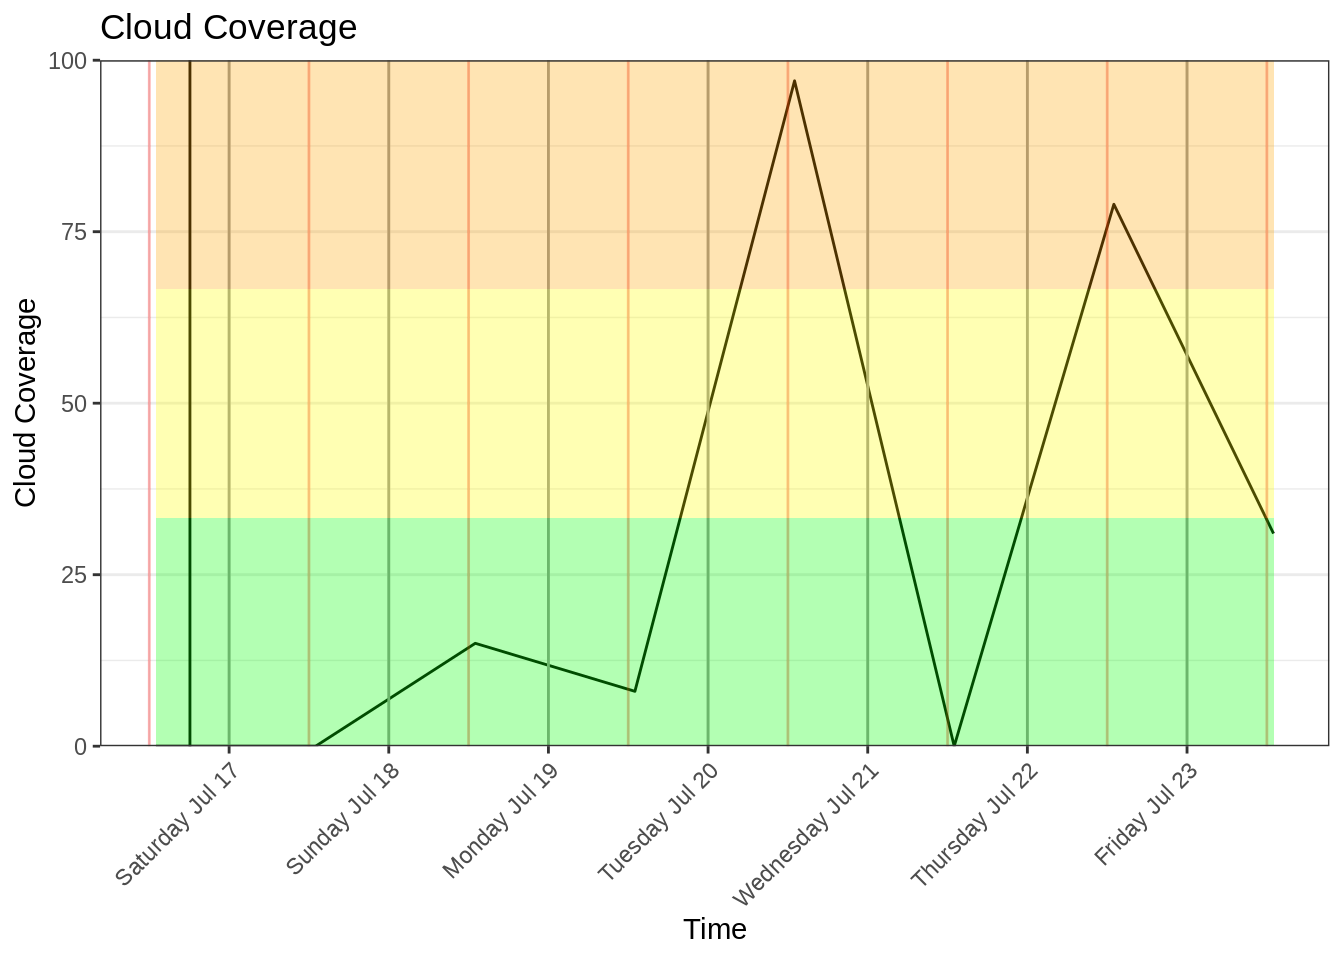 Cloud Coverage
100
75
50
25
0
Cloud Coverage
Saturday Jul 17
Sunday Jul 18
Monday Jul 19
Tuesday Jul 20
Wednesday Jul 21
Thursday Jul 22
Friday Jul 23
Time